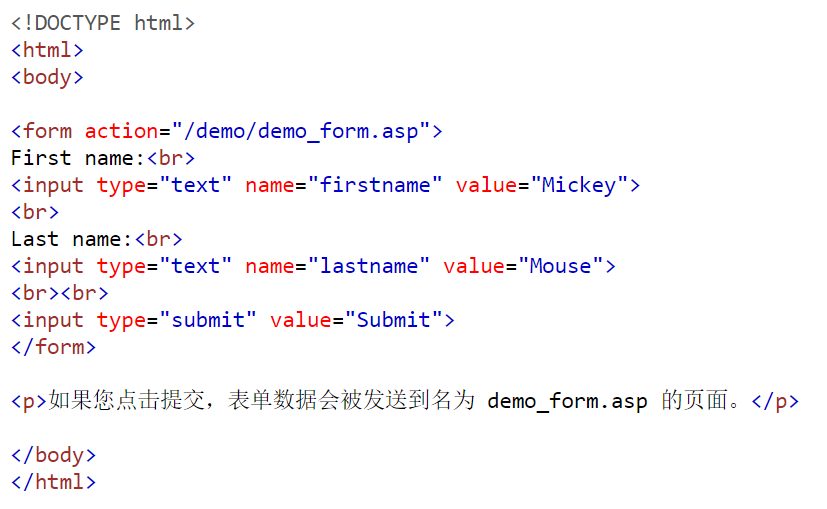 <!DOCTYPE html>
<html>
<body>
<form action="/demo/demo_form.asp">
First name:<br>
<input type="text" name="firstname" value="Mickey">
<br>
Last name:<br>
<input type="text" name="lastname" value="Mouse">
<br><br>
<input type="submit" value="Submit">
</form>
<p>如果您点击提交，表单数据会被发送到名为 demo_form.asp 的页面。</p>
</body>
</html>